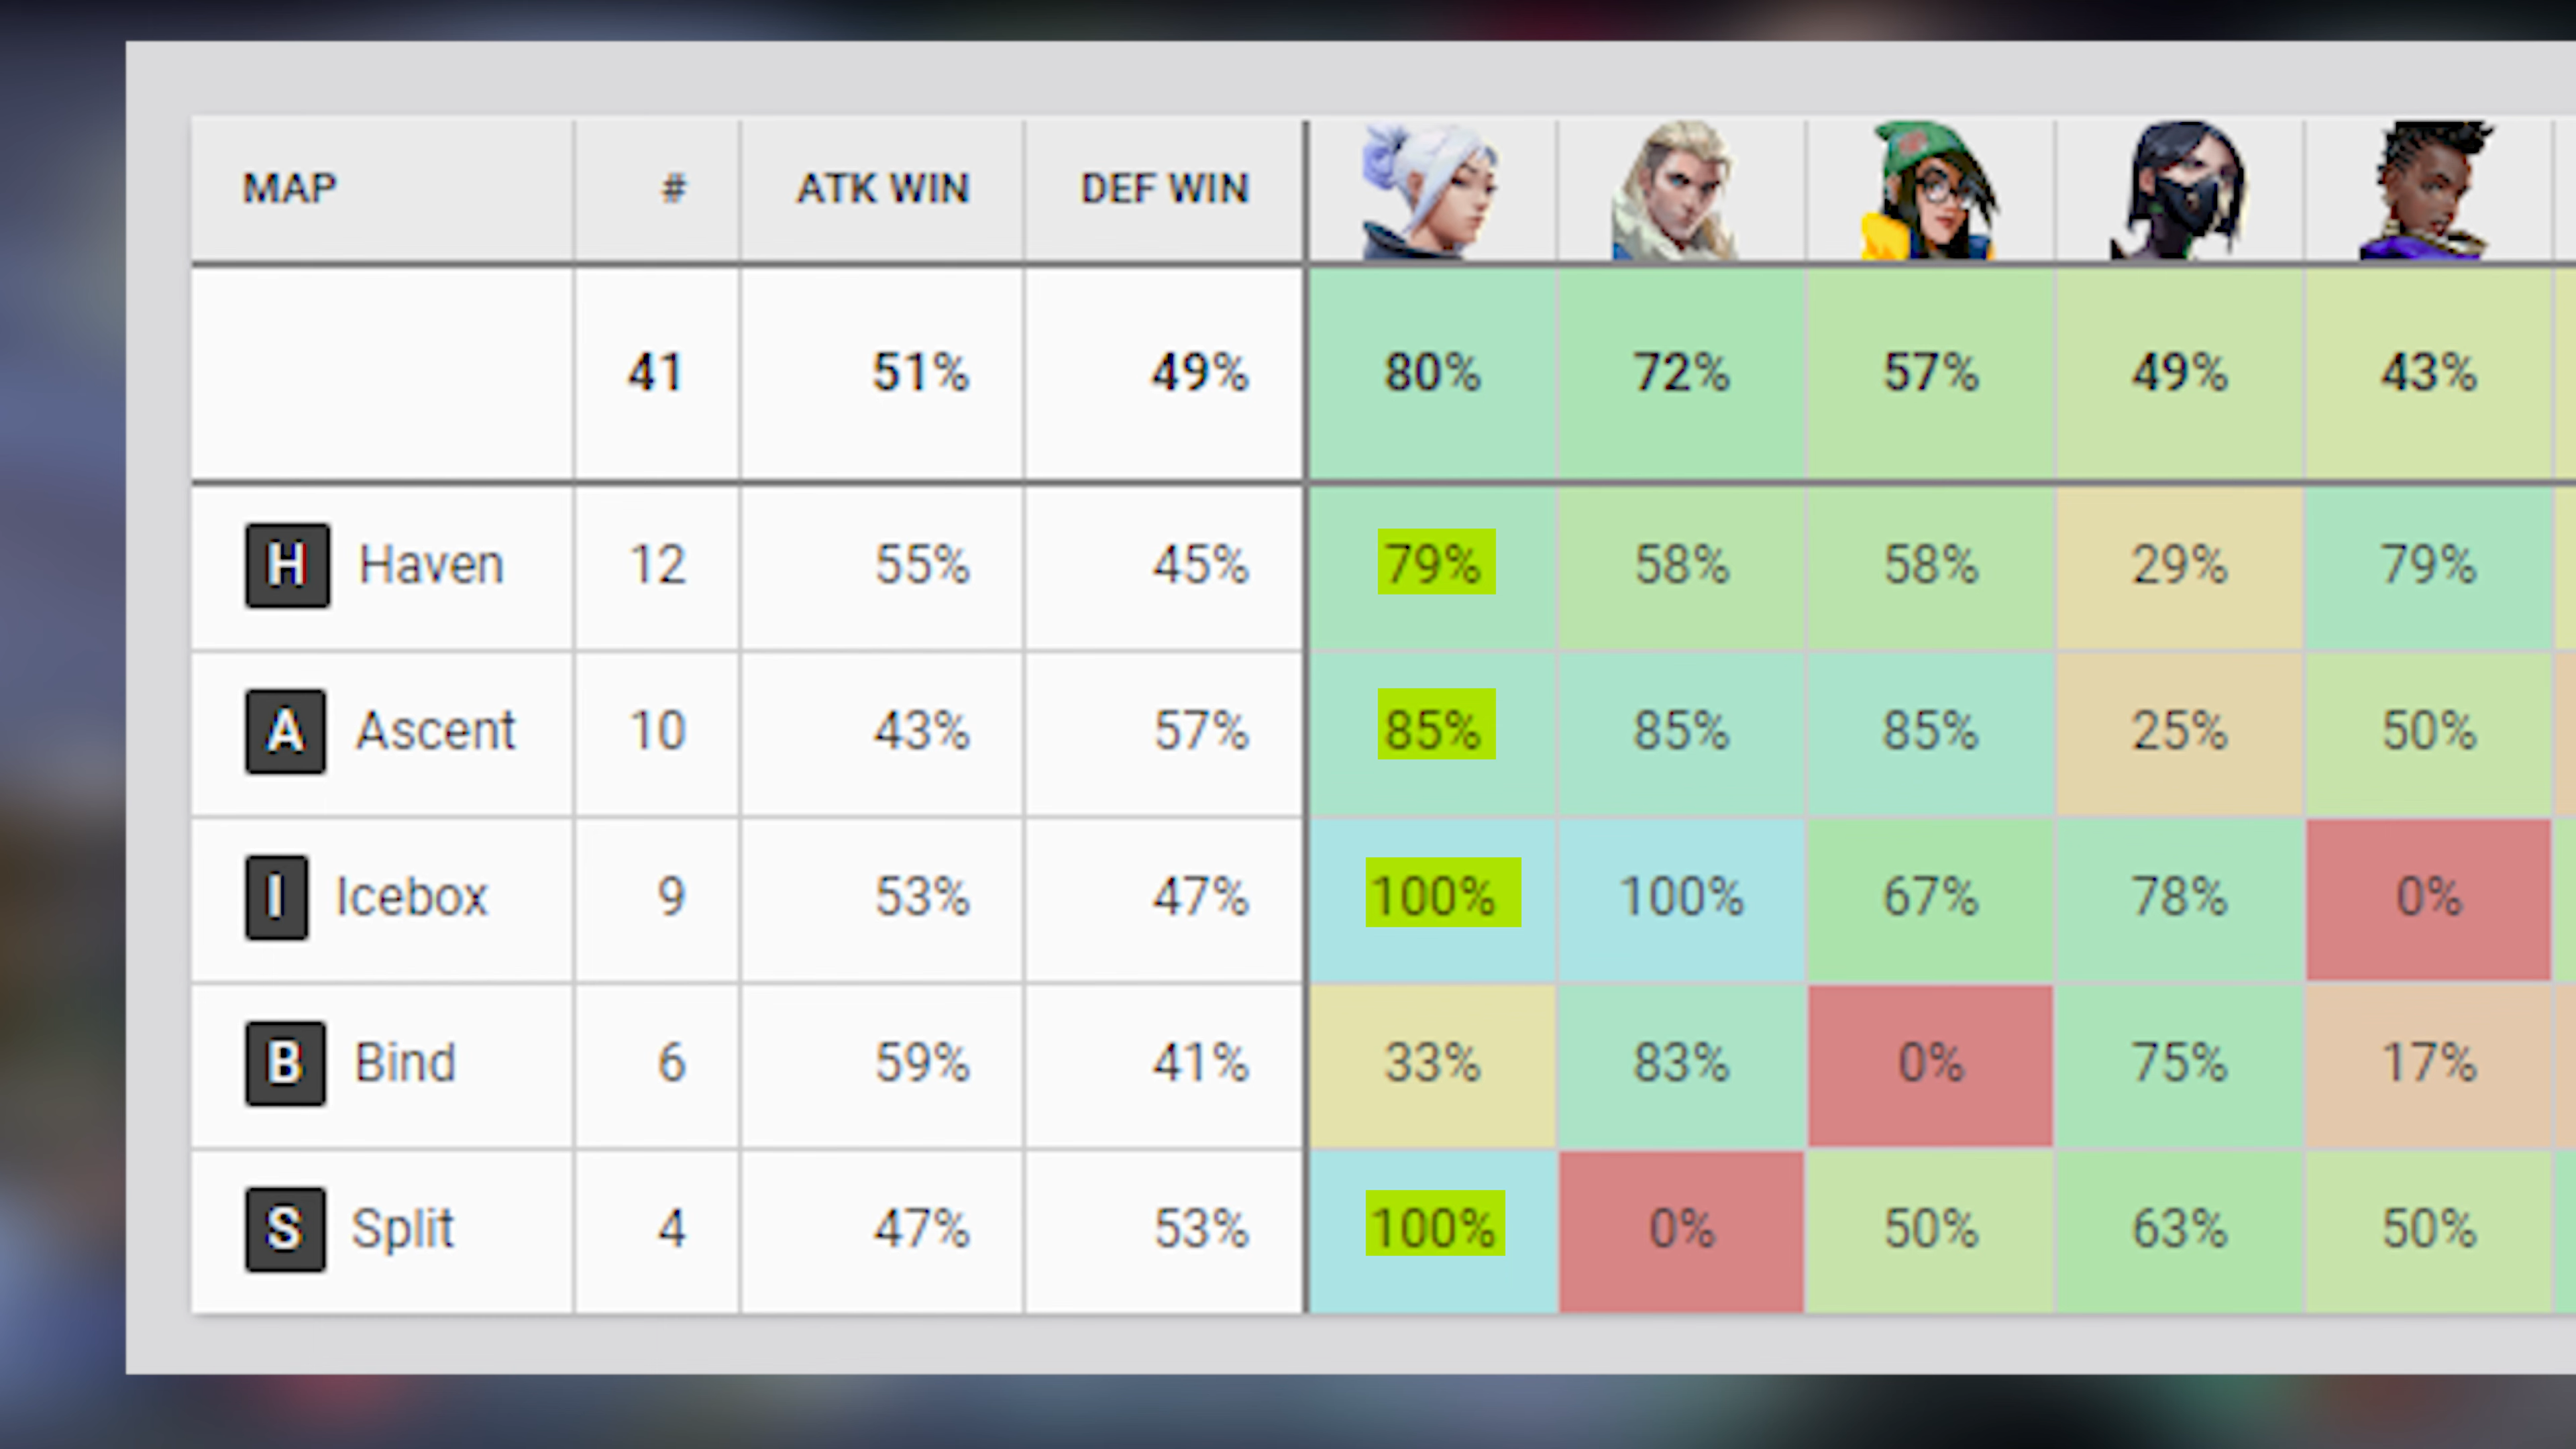 MAP # ATK WIN DEF WIN
41 51% 49% 80% 72% 57% 49% 43%
H Haven 12 55% 45% 79% 58% 58% 29% 79%
A Ascent 10 43% 57% 85% 85% 85% 25% 50%
I Icebox 9 53% 47% 100% 100% 67% 78% 0%
B Bind 6 59% 41% 33% 83% 0% 75% 17%
S Split 4 47% 53% 100% 0% 50% 63% 50%